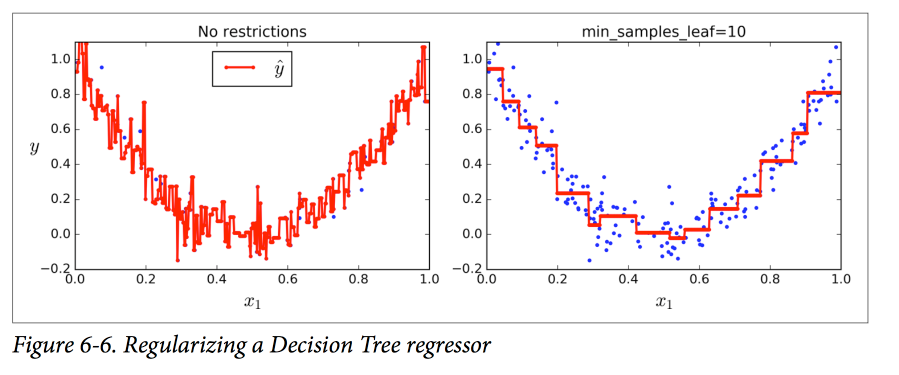 No restrictions
1.0
0.8
0.6
0.4
0.2
0.0
−0.2
y
ŷ
0.0 0.2 0.4 0.6 0.8 1.0
x₁
min_samples_leaf=10
1.0
0.8
0.6
0.4
0.2
0.0
−0.2
0.0 0.2 0.4 0.6 0.8 1.0
x₁
Figure 6-6. Regularizing a Decision Tree regressor